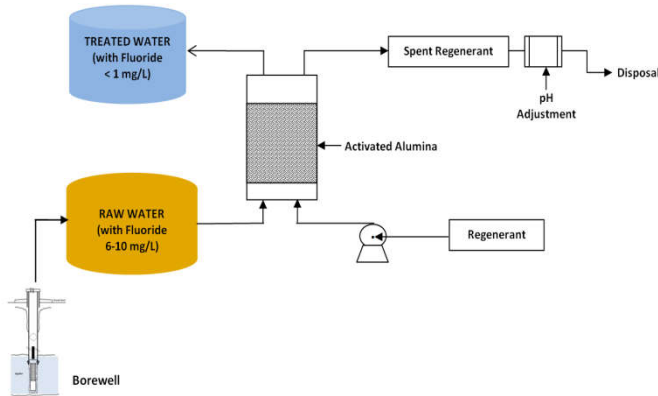 TREATED WATER
(with Fluoride
< 1 mg/L)
Spent Regenerant
Disposal
pH
Adjustment
Activated Alumina
RAW WATER
(with Fluoride
6-10 mg/L)
Regenerant
Borewell